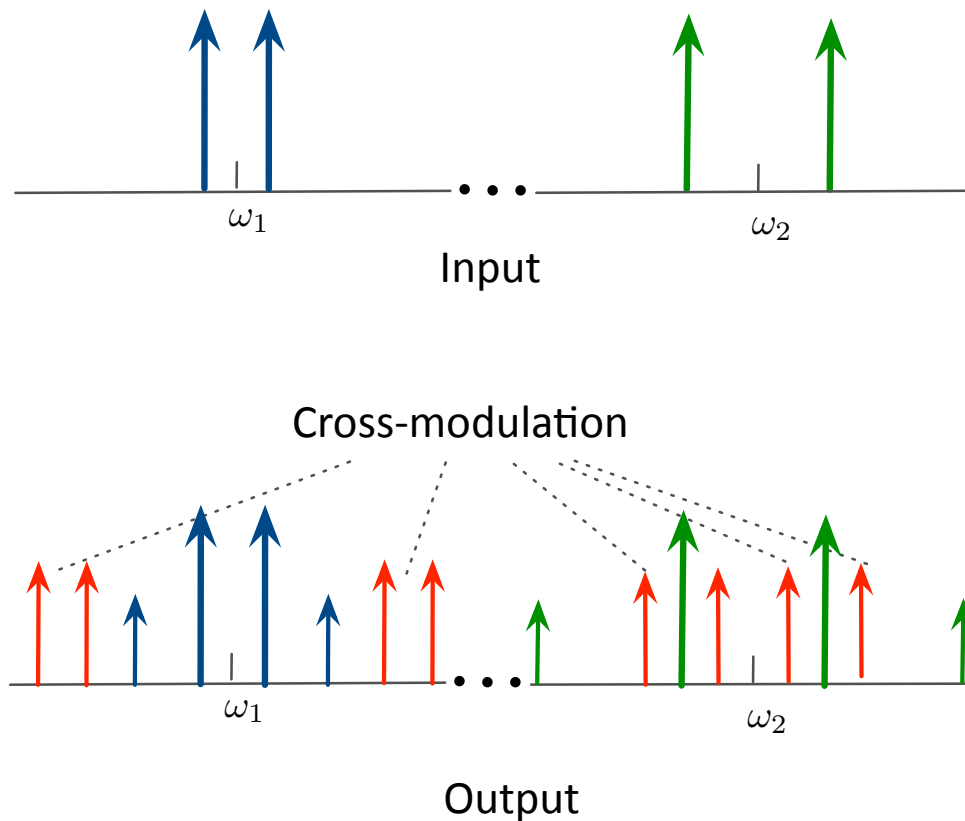 ω₁
ω₂
Input
Cross-modulation
ω₁
ω₂
Output